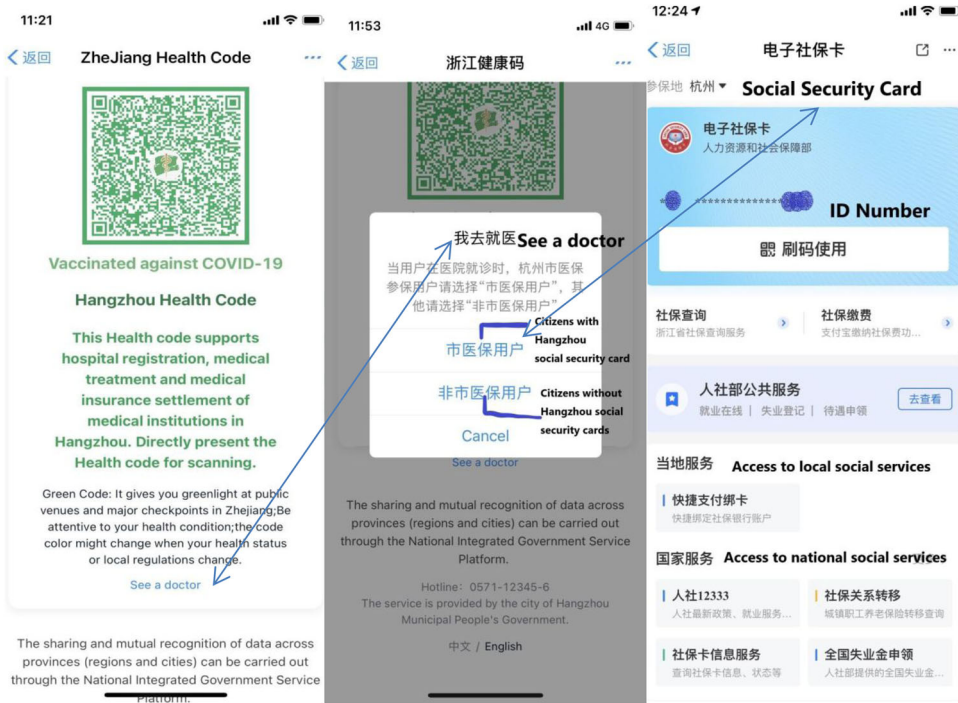 11:21
返回 ZheJiang Health Code
Vaccinated against COVID-19
Hangzhou Health Code
This Health code supports
hospital registration, medical
treatment and medical
insurance settlement of
medical institutions in
Hangzhou. Directly present the
Health code for scanning.
Green Code: It gives you greenlight at public
venues and major checkpoints in Zhejiang;Be
attentive to your health condition;the code
color might change when your health status
or local regulations change.
See a doctor
The sharing and mutual recognition of data across
provinces (regions and cities) can be carried out
through the National Integrated Government Service
Platform.
11:53 4G
返回 浙江健康码
我去就医 See a doctor
当用户在医院就诊时，杭州市医保
参保用户请选择“市医保用户”，其
他请选择“非市医保用户”
市医保用户
Citizens with
Hangzhou
social security card
非市医保用户
Citizens without
Hangzhou social
security cards
Cancel
See a doctor
The sharing and mutual recognition of data across
provinces (regions and cities) can be carried out
through the National Integrated Government Service
Platform.
Hotline：0571-12345-6
The service is provided by the city of Hangzhou
Municipal People's Government.
中文 / English
12:24
返回 电子社保卡
参保地 杭州 Social Security Card
电子社保卡
人力资源和社会保障部
ID Number
刷码使用
社保查询 社保缴费
浙江省社保查询服务 支付宝缴纳社保费功...
人社部公共服务
就业在线 | 失业登记 | 待遇申领
去查看
当地服务 Access to local social services
快捷支付绑卡
快捷绑定社保银行账户
国家服务 Access to national social services
人社12333 社保关系转移
人社最新政策、就业服务... 城镇职工养老保险转移查询
社保卡信息服务 全国失业金申领
查询社保卡信息、状态等 人社部提供的全国失业金...